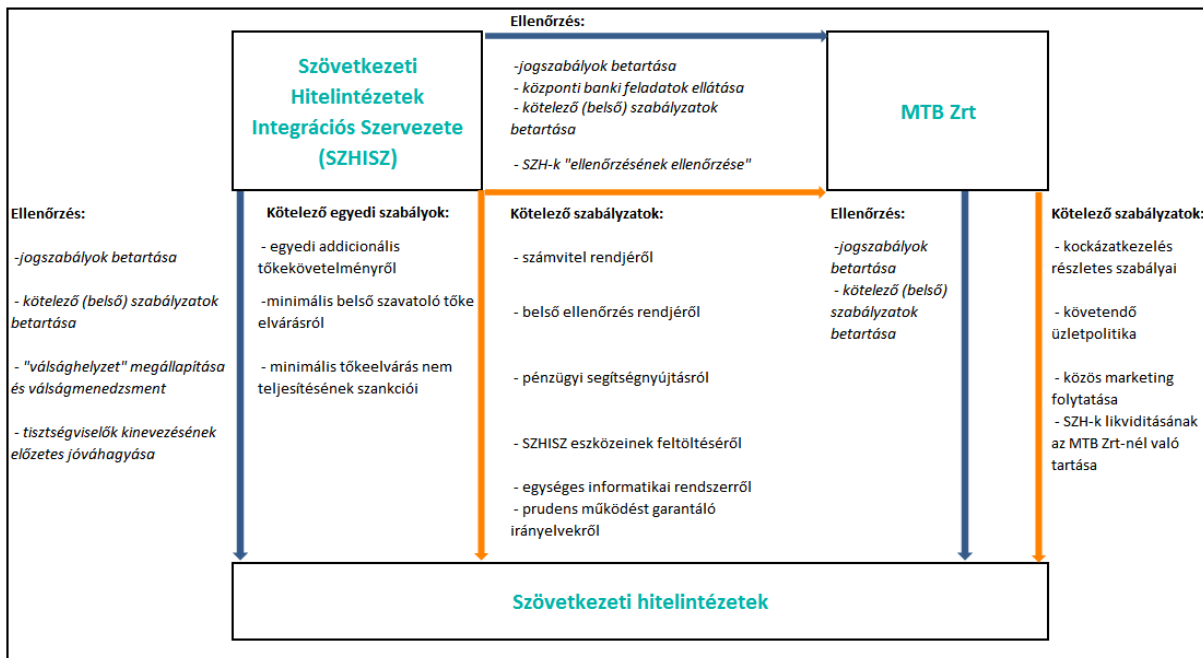 Ellenőrzés:
Szövetkezeti
Hitelintézetek
Integrációs Szervezete
(SZHISZ)
-jogszabályok betartása
- központi banki feladatok ellátása
- kötelező (belső) szabályzatok
betartása
- SZH-k "ellenőrzésének ellenőrzése"
MTB Zrt
Ellenőrzés:
-jogszabályok betartása
- kötelező (belső) szabályzatok
betartása
- "válsághelyzet" megállapítása
és válságmenedzsment
- tisztségviselők kinevezésének
előzetes jóváhagyása
Kötelező egyedi szabályok:
- egyedi addicionális
tőkekövetelményről
-minimális belső szavatoló tőke
elvárásról
- minimális tőkeelvárás nem
teljesítésének szankciói
Kötelező szabályzatok:
- számvitel rendjéről
- belső ellenőrzés rendjéről
- pénzügyi segítségnyújtásról
- SZHISZ eszközeinek feltöltéséről
- egységes informatikai rendszerről
- prudens működést garantáló
irányelvekről
Ellenőrzés:
-jogszabályok
betartása
- kötelező (belső)
szabályzatok
betartása
Kötelező szabályzatok:
- kockázatkezelés
részletes szabályai
- követendő
üzletpolitika
- közös marketing
folytatása
- SZH-k likviditásának
az MTB Zrt-nél való
tartása
Szövetkezeti hitelintézetek